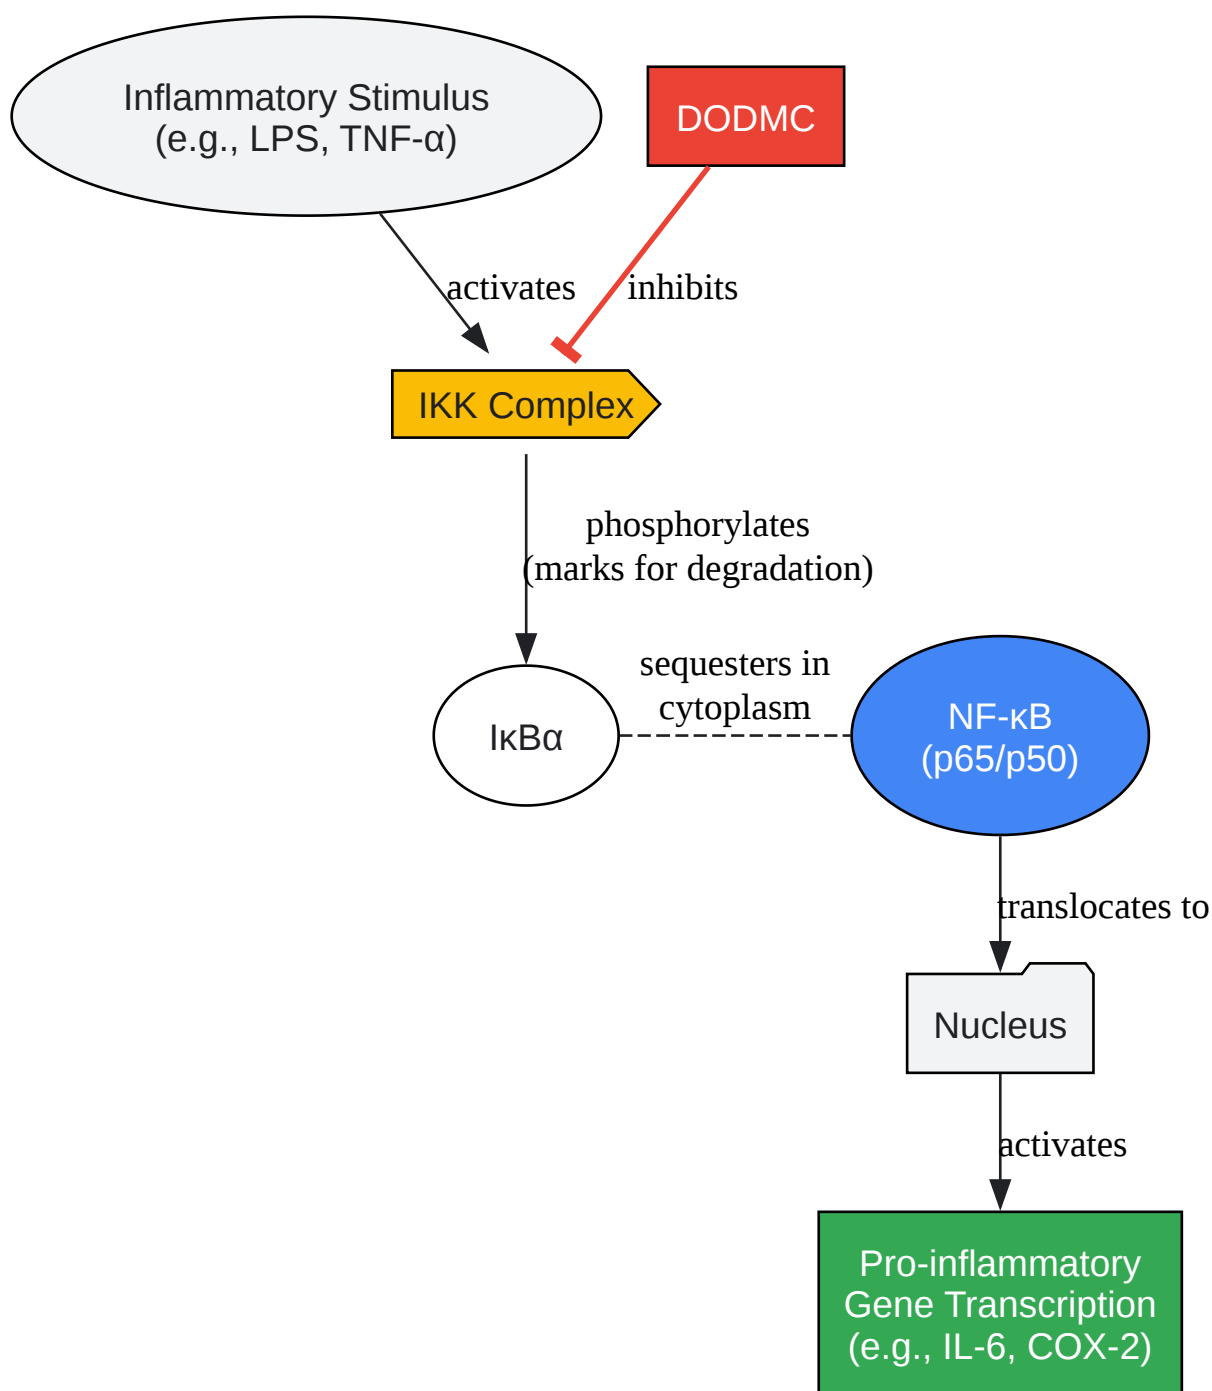 Inflammatory Stimulus
(e.g., LPS, TNF-α)
DODMC
activates
inhibits
IKK Complex
phosphorylates
(marks for degradation)
sequesters in
cytoplasm
IκBα
NF-κB
(p65/p50)
translocates to
Nucleus
activates
Pro-inflammatory
Gene Transcription
(e.g., IL-6, COX-2)